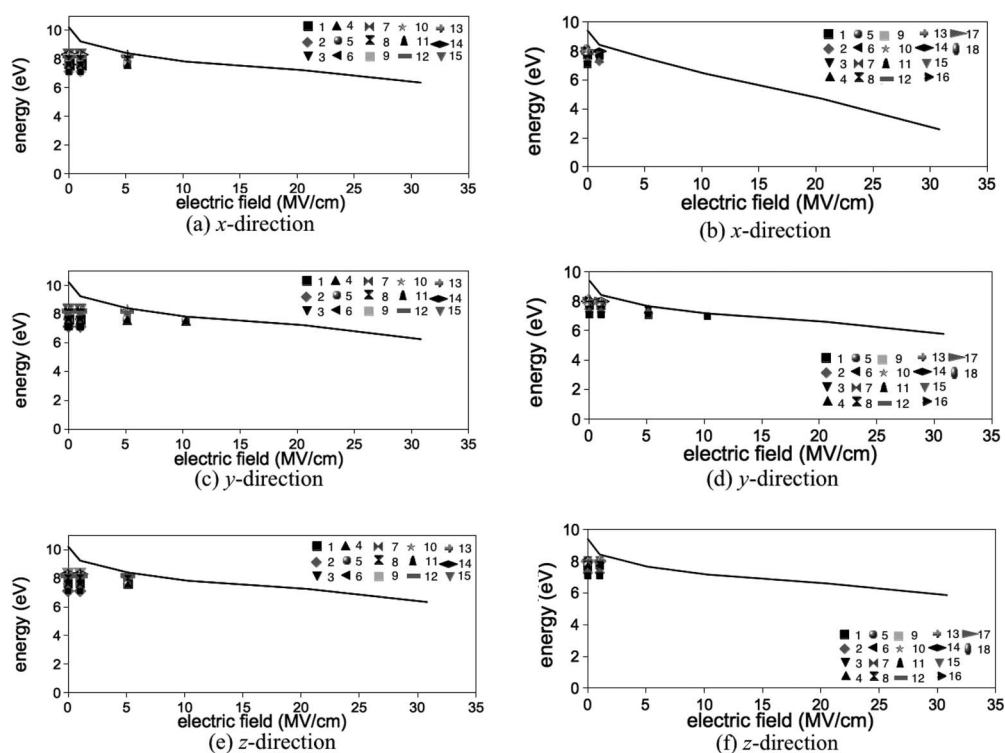 energy (eV)
10
8
6
4
2
0
1 4 7 10 13
2 5 8 11 14
3 6 9 12 15
0 5 10 15 20 25 30 35
electric field (MV/cm)
(a) x-direction
energy (eV)
10
8
6
4
2
0
1 5 9 13 17
2 6 10 14 18
3 7 11 15
4 8 12 16
0 5 10 15 20 25 30 35
electric field (MV/cm)
(b) x-direction
energy (eV)
10
8
6
4
2
0
1 4 7 10 13
2 5 8 11 14
3 6 9 12 15
0 5 10 15 20 25 30 35
electric field (MV/cm)
(c) y-direction
energy (eV)
10
8
6
4
2
0
1 5 9 13 17
2 6 10 14 18
3 7 11 15
4 8 12 16
0 5 10 15 20 25 30 35
electric field (MV/cm)
(d) y-direction
energy (eV)
10
8
6
4
2
0
1 4 7 10 13
2 5 8 11 14
3 6 9 12 15
0 5 10 15 20 25 30 35
electric field (MV/cm)
(e) z-direction
energy (eV)
10
8
6
4
2
0
1 5 9 13 17
2 6 10 14 18
3 7 11 15
4 8 12 16
0 5 10 15 20 25 30 35
electric field (MV/cm)
(f) z-direction